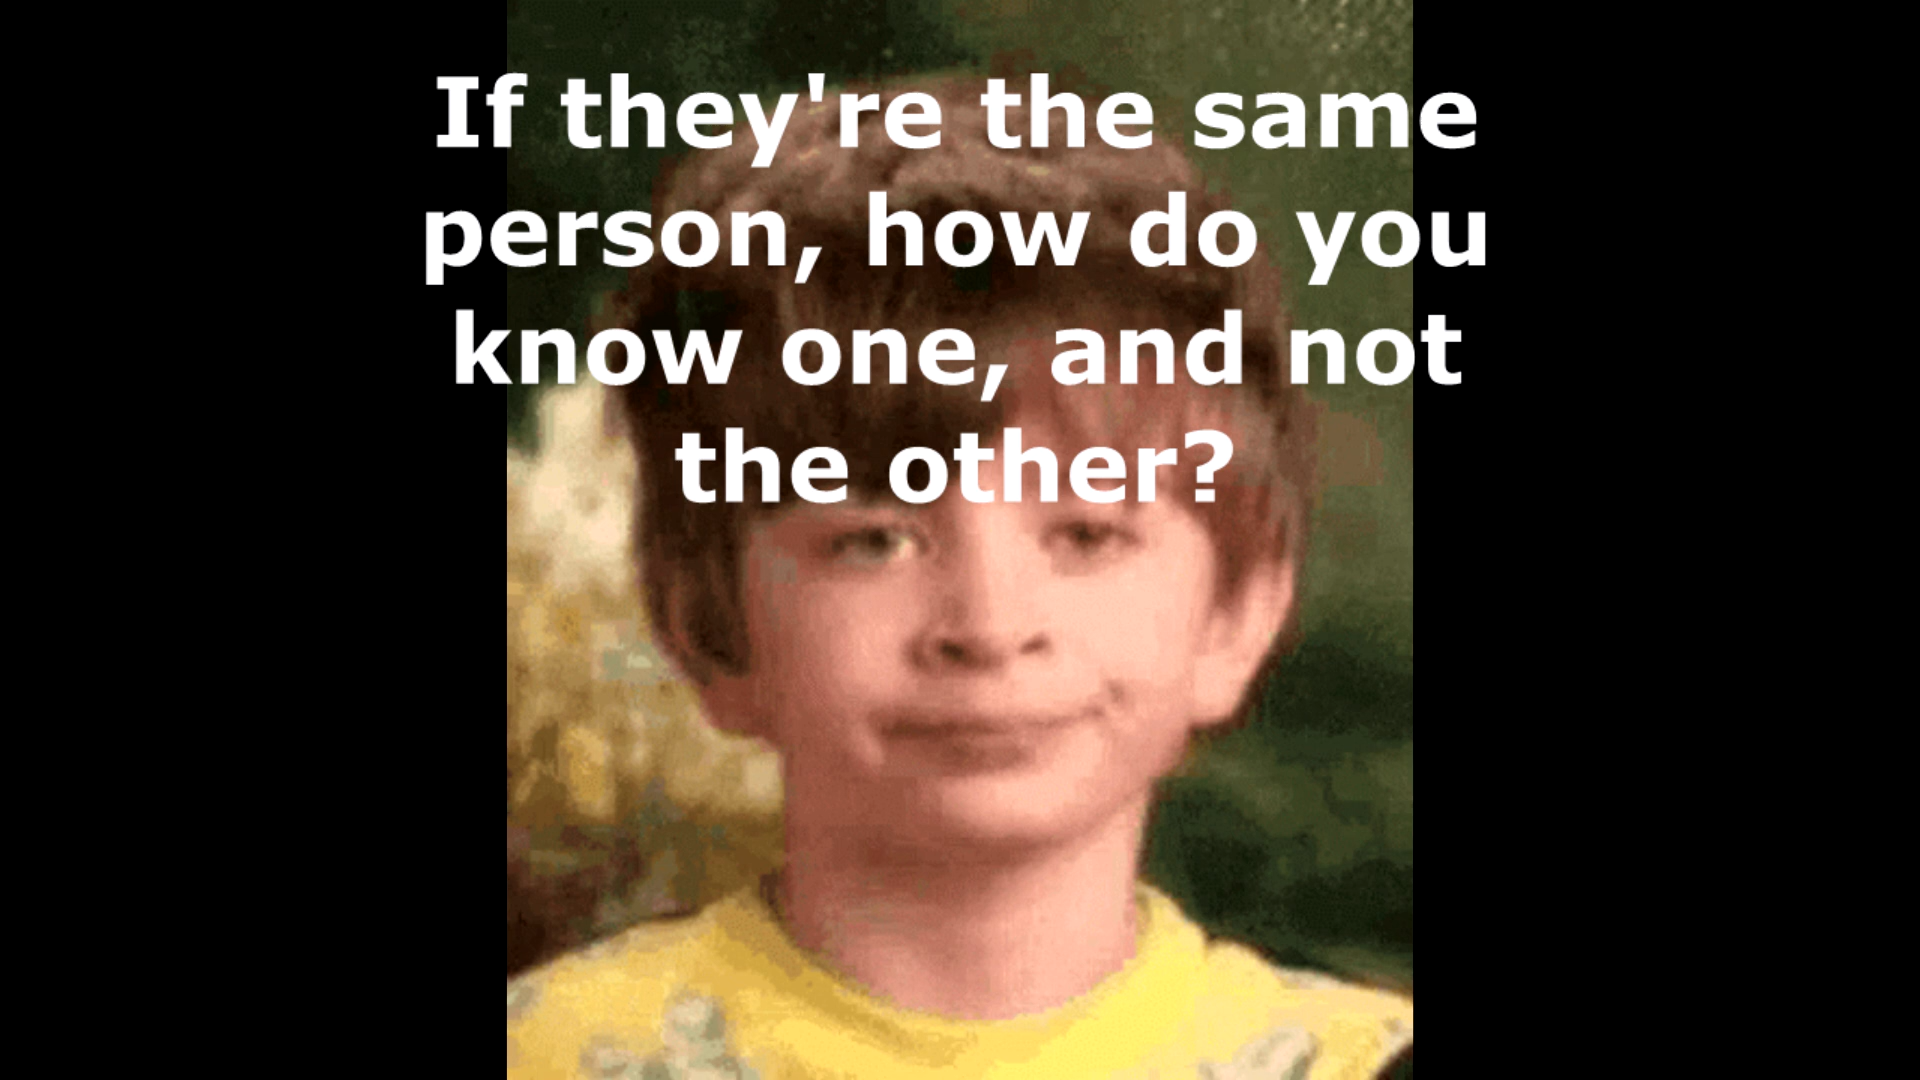 If they're the same
person, how do you
know one, and not
the other?